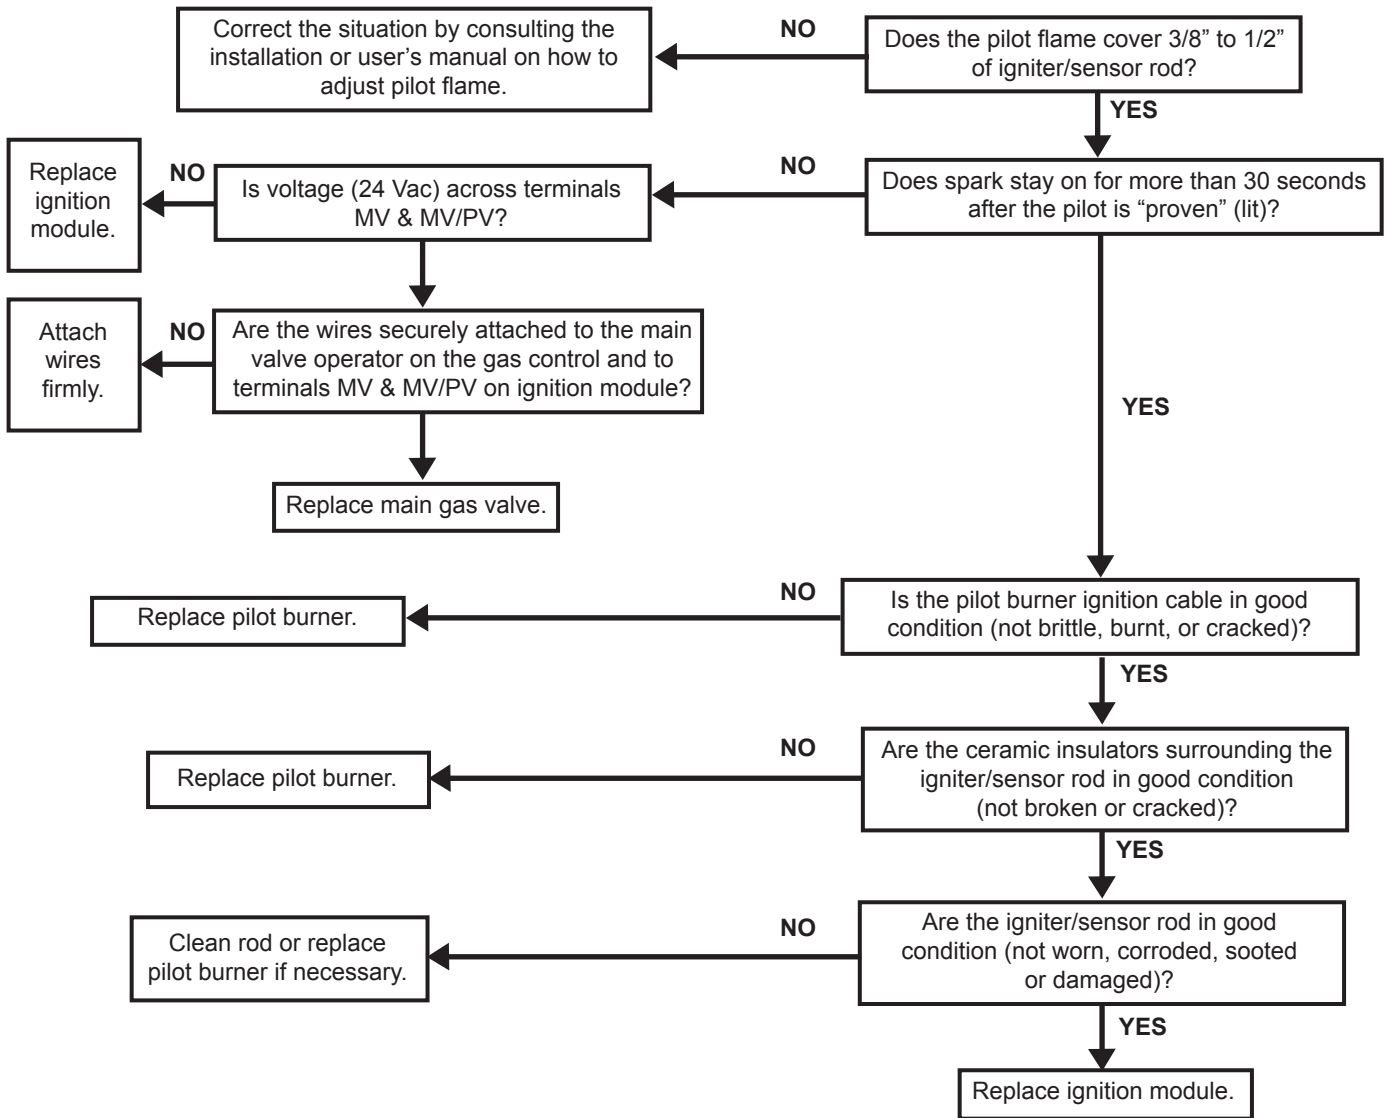 Correct the situation by consulting the
installation or user’s manual on how to
adjust pilot flame.
NO
Does the pilot flame cover 3/8” to 1/2”
of igniter/sensor rod?
YES
Replace
ignition
module.
NO
Is voltage (24 Vac) across terminals
MV & MV/PV?
NO
Does spark stay on for more than 30 seconds
after the pilot is “proven” (lit)?
Attach
wires
firmly.
NO
Are the wires securely attached to the main
valve operator on the gas control and to
terminals MV & MV/PV on ignition module?
YES
Replace main gas valve.
Replace pilot burner.
NO
Is the pilot burner ignition cable in good
condition (not brittle, burnt, or cracked)?
YES
Replace pilot burner.
NO
Are the ceramic insulators surrounding the
igniter/sensor rod in good condition
(not broken or cracked)?
YES
Clean rod or replace
pilot burner if necessary.
NO
Are the igniter/sensor rod in good
condition (not worn, corroded, sooted
or damaged)?
YES
Replace ignition module.